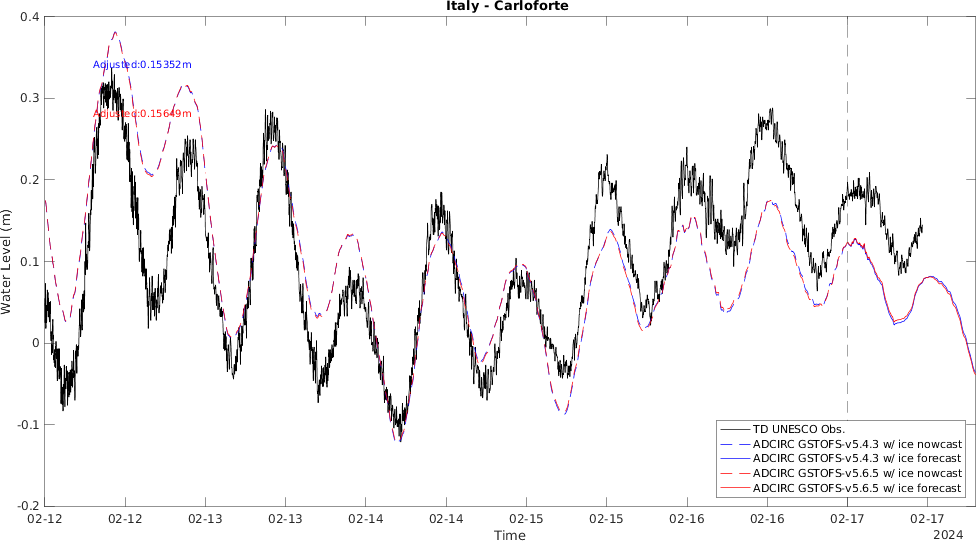 Italy - Carloforte
0.4
0.3
0.2
0.1
0
-0.1
-0.2
Water Level (m)
Adjusted:0.15352m
Adjusted:0.15649m
TD UNESCO Obs.
ADCIRC GSTOFS-v5.4.3 w/ ice nowcast
ADCIRC GSTOFS-v5.4.3 w/ ice forecast
ADCIRC GSTOFS-v5.6.5 w/ ice nowcast
ADCIRC GSTOFS-v5.6.5 w/ ice forecast
02-12 02-12 02-13 02-13 02-14 02-14 02-15 02-15 02-16 02-16 02-17 02-17
Time
2024